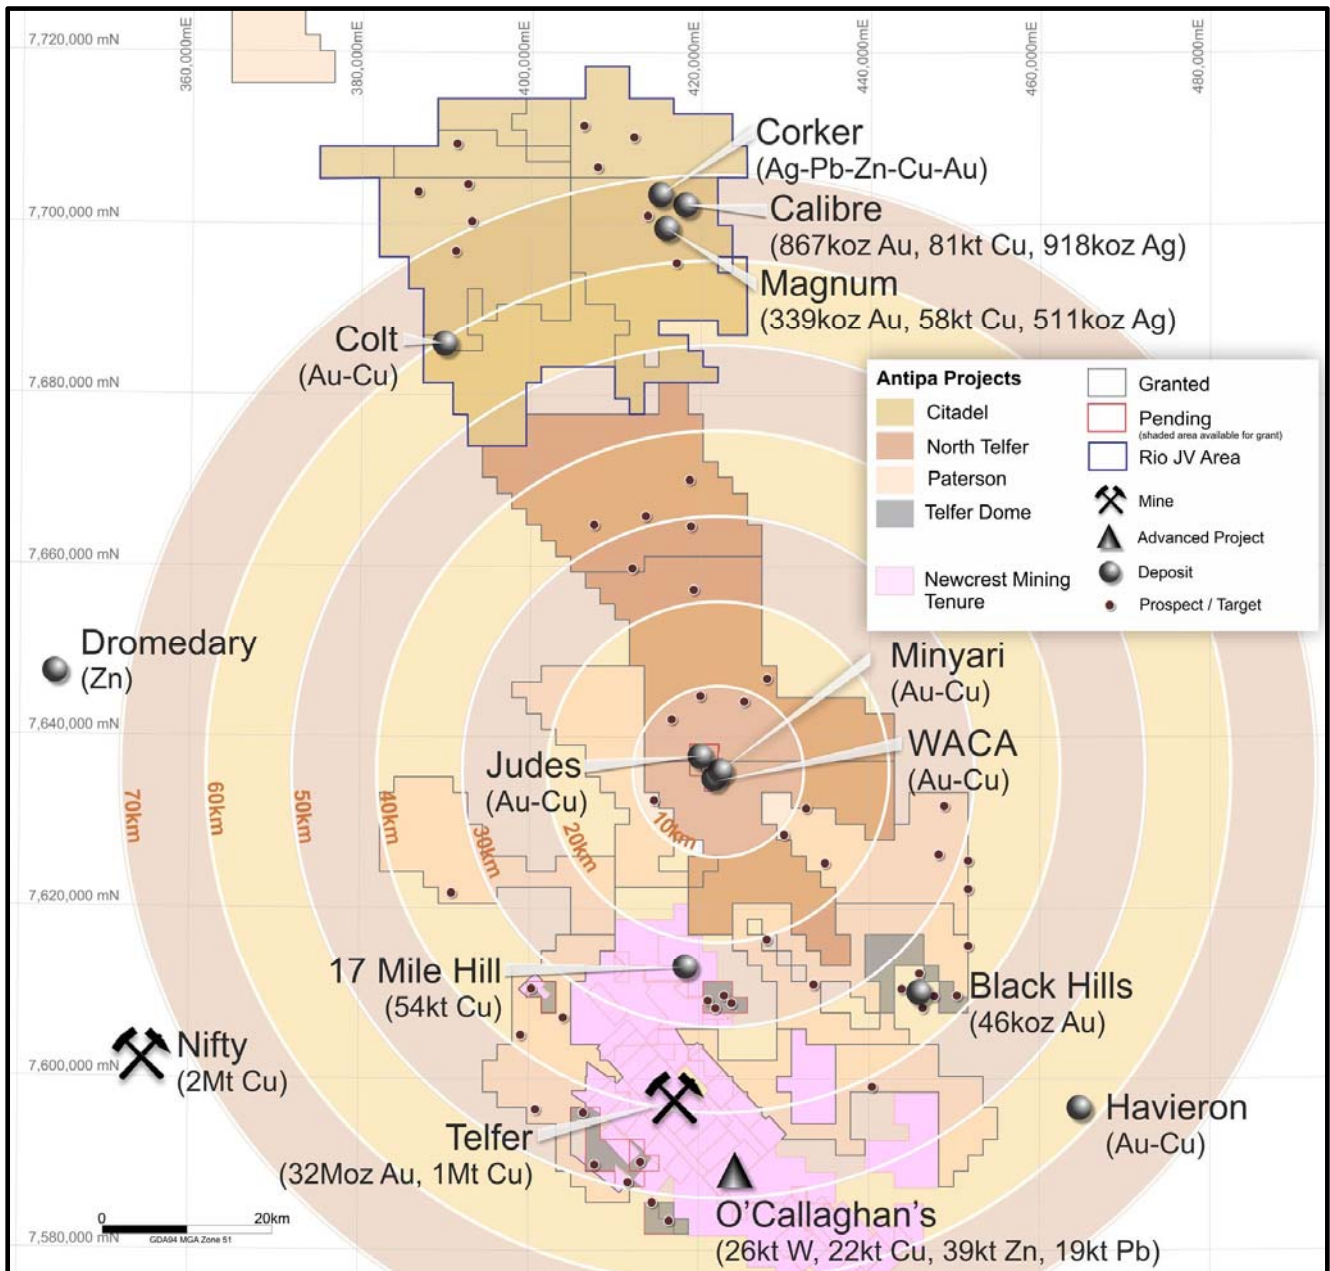 7,720,000 mN
360,000mE
380,000mE
400,000mE
420,000mE
440,000mE
460,000mE
480,000mE
Corker
(Ag-Pb-Zn-Cu-Au)
7,700,000 mN
Calibre
(867koz Au, 81kt Cu, 918koz Ag)
Magnum
(339koz Au, 58kt Cu, 511koz Ag)
Colt
(Au-Cu)
7,680,000 mN
Antipa Projects
Citadel
North Telfer
Paterson
Telfer Dome
Newcrest Mining
Tenure
Granted
Pending
(shaded area available for grant)
Rio JV Area
Mine
Advanced Project
Deposit
Prospect / Target
7,660,000 mN
Dromedary
(Zn)
Minyari
(Au-Cu)
7,640,000 mN
WACA
(Au-Cu)
Judes
(Au-Cu)
70km
60km
50km
40km
30km
20km
10km
7,620,000 mN
17 Mile Hill
(54kt Cu)
Black Hills
(46koz Au)
Nifty
(2Mt Cu)
7,600,000 mN
Havieron
(Au-Cu)
Telfer
(32Moz Au, 1Mt Cu)
O'Callaghan's
(26kt W, 22kt Cu, 39kt Zn, 19kt Pb)
0 20km
GDA94 MGA Zone 51
7,580,000 mN